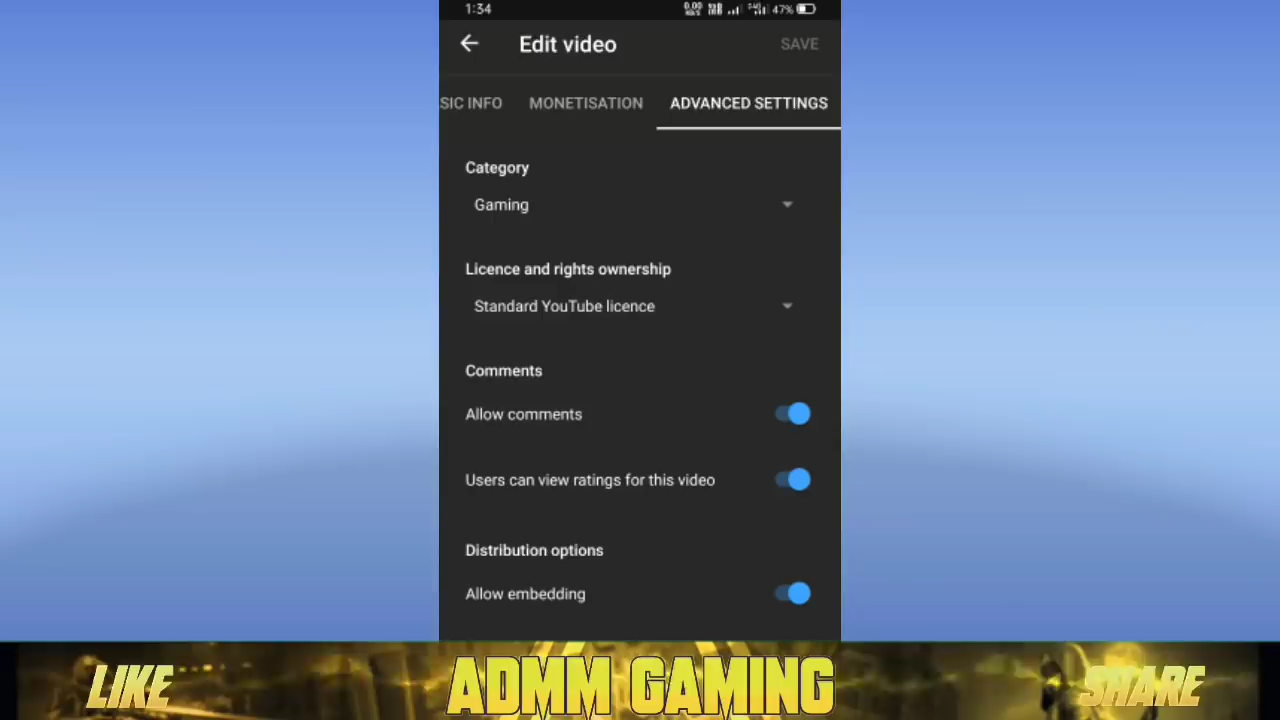 1:34
47%
Edit video
SAVE
SIC INFO
MONETISATION
ADVANCED SETTINGS
Category
Gaming
Licence and rights ownership
Standard YouTube licence
Comments
Allow comments
Users can view ratings for this video
Distribution options
Allow embedding
LIKE
ADMM GAMING
SHARE